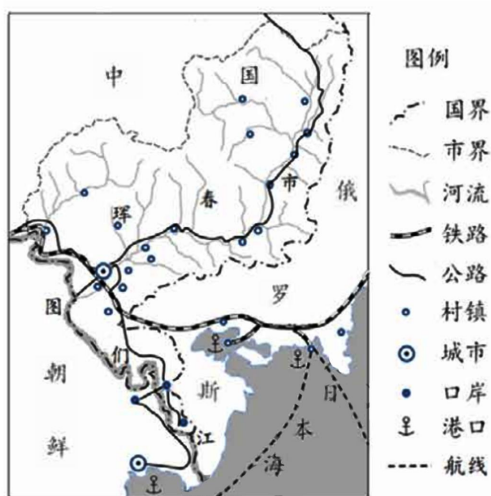 中国
珲春市
俄罗斯
图们江
朝鲜
日本海
图例
国界
市界
河流
铁路
公路
村镇
城市
口岸
港口
航线